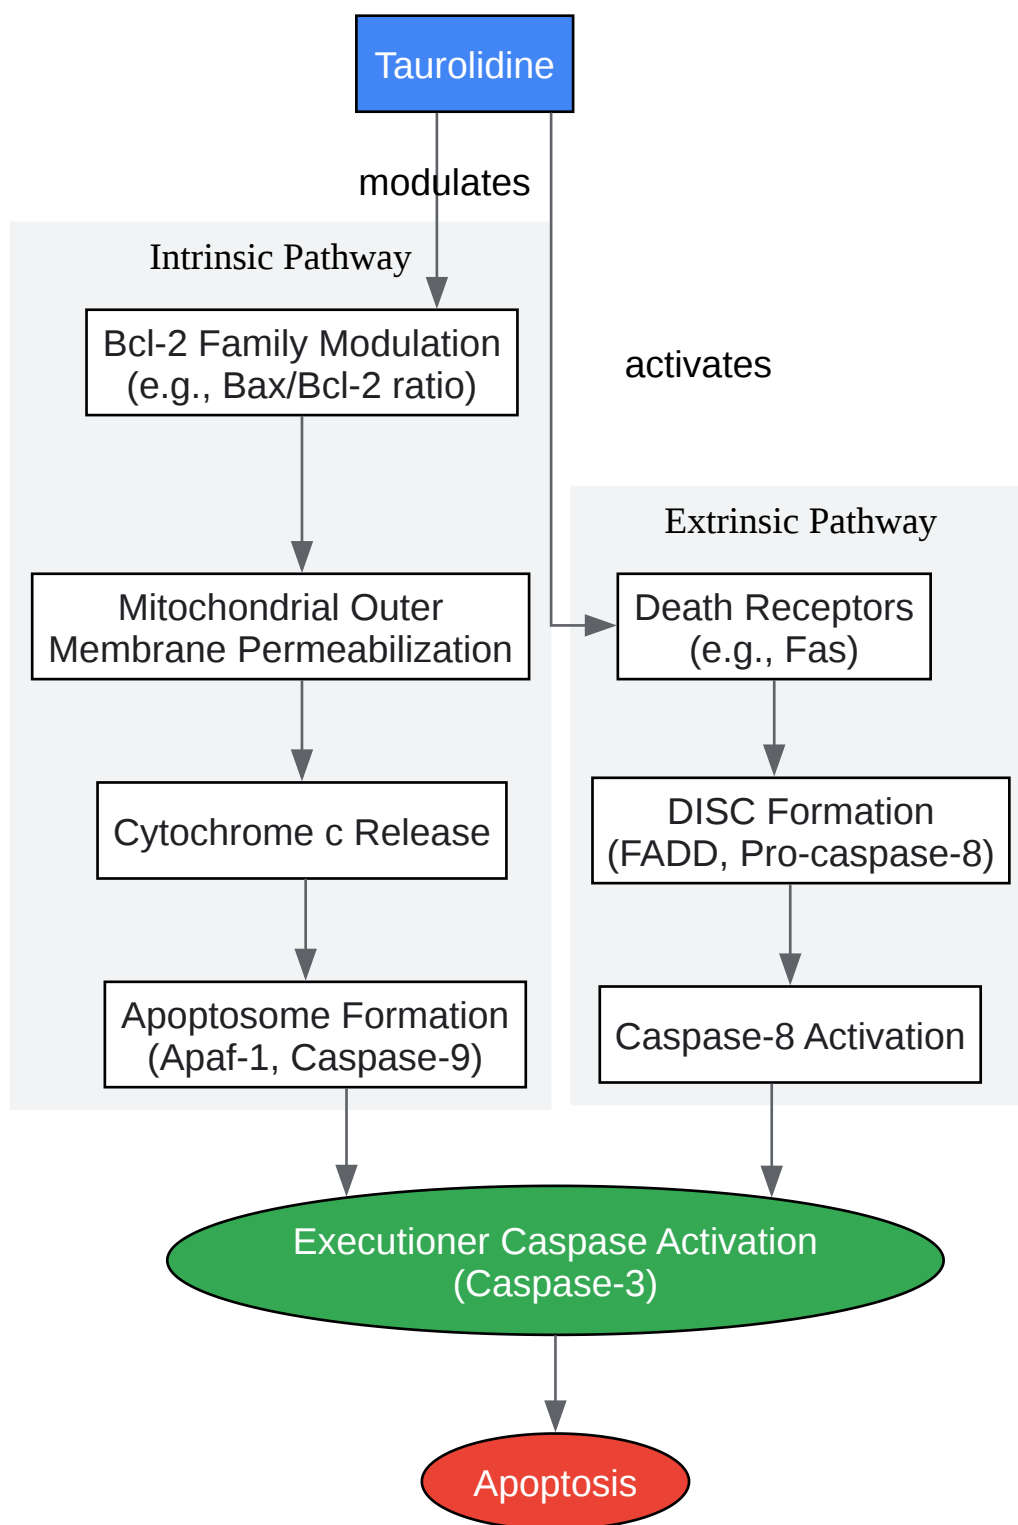 Taurolidine
modulates
Intrinsic Pathway
Bcl-2 Family Modulation
(e.g., Bax/Bcl-2 ratio)
activates
Extrinsic Pathway
Mitochondrial Outer
Membrane Permeabilization
Death Receptors
(e.g., Fas)
Cytochrome c Release
DISC Formation
(FADD, Pro-caspase-8)
Apoptosome Formation
(Apaf-1, Caspase-9)
Caspase-8 Activation
Executioner Caspase Activation
(Caspase-3)
Apoptosis